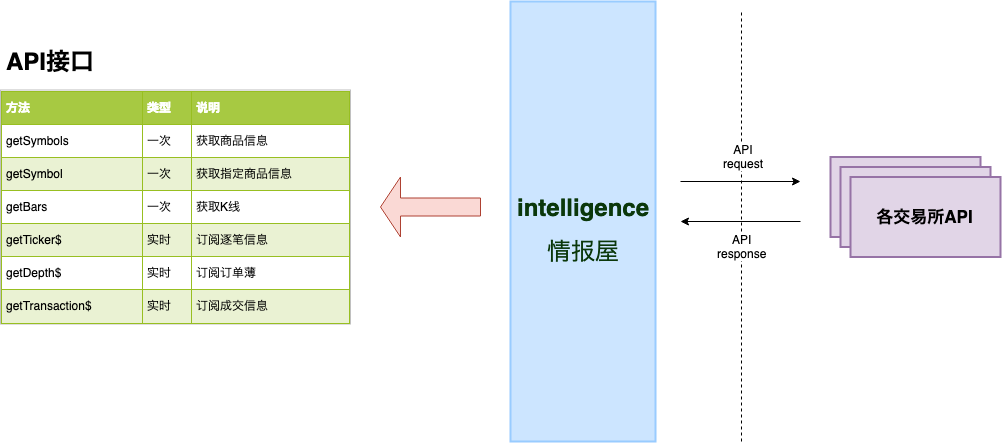 API接口
方法 类型 说明
getSymbols 一次 获取商品信息
getSymbol 一次 获取指定商品信息
getBars 一次 获取K线
getTicker$ 实时 订阅逐笔信息
getDepth$ 实时 订阅订单薄
getTransaction$ 实时 订阅成交信息
intelligence
情报屋
API
request
API
response
各交易所API